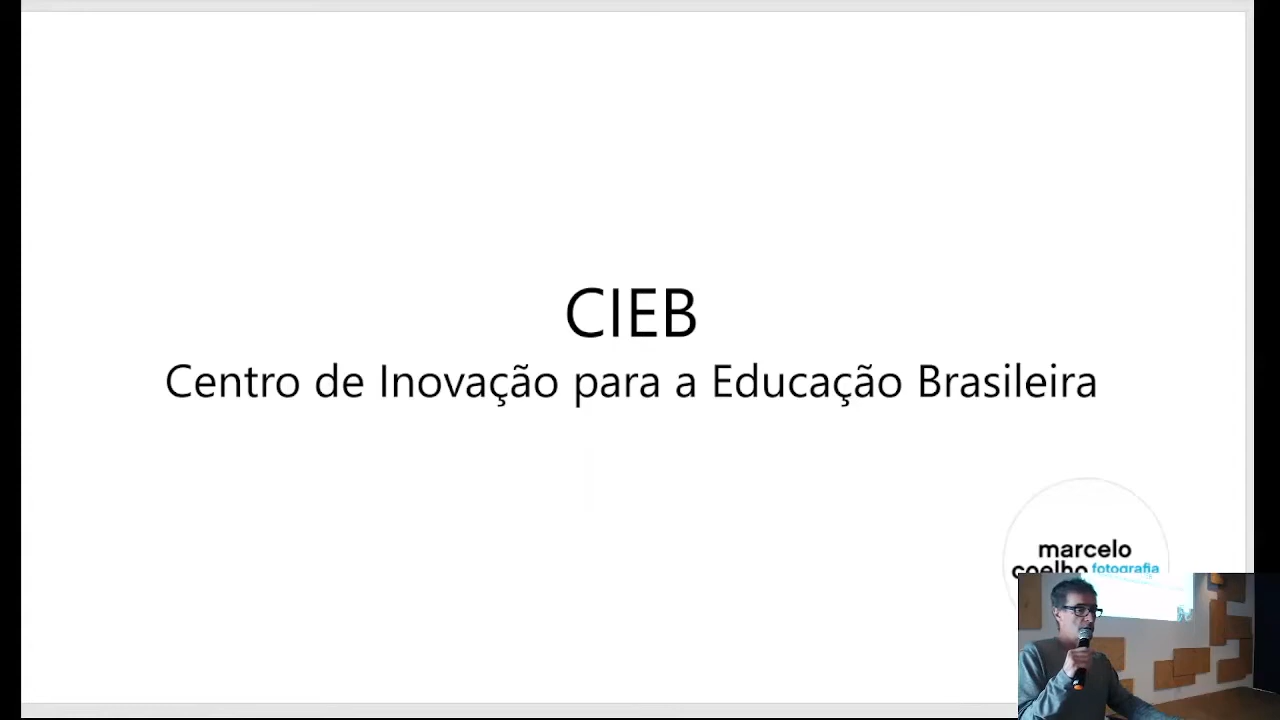 CIEB
Centro de Inovação para a Educação Brasileira
marcelo
coelho fotografia